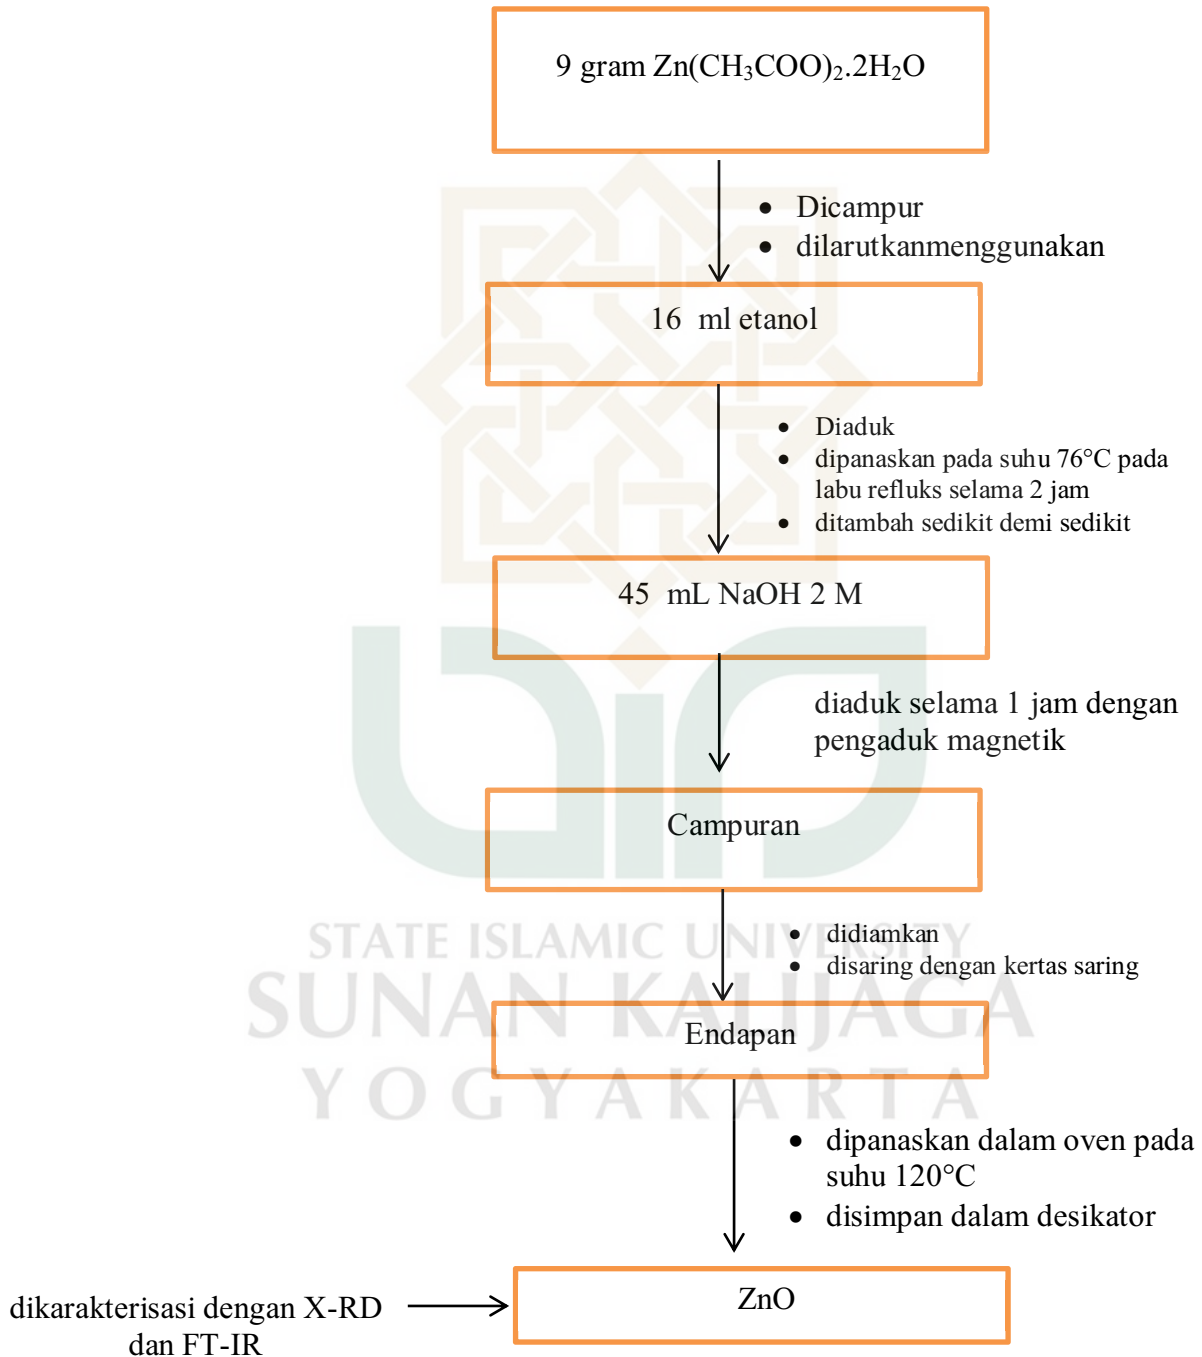 9 gram Zn(CH₃COO)₂.2H₂O
• Dicampur
• dilarutkanmenggunakan
16 ml etanol
• Diaduk
• dipanaskan pada suhu 76°C pada
labu refluks selama 2 jam
• ditambah sedikit demi sedikit
45 mL NaOH 2 M
diaduk selama 1 jam dengan
pengaduk magnetik
Campuran
• didiamkan
• disaring dengan kertas saring
STATE ISLAMIC UNIVERSITY
SUNAN KALIJAGA
Endapan
YOGYAKARTA
• dipanaskan dalam oven pada
suhu 120°C
• disimpan dalam desikator
ZnO
dikarakterisasi dengan X-RD
dan FT-IR